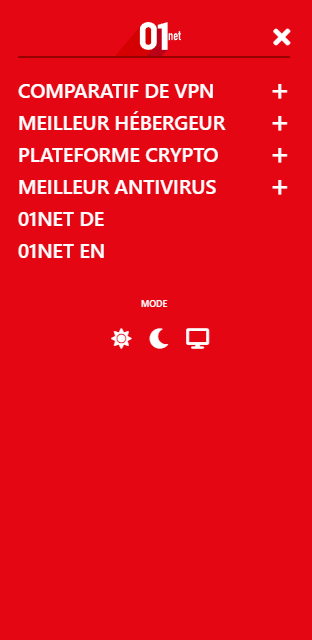 01net
COMPARATIF DE VPN +
MEILLEUR HÉBERGEUR +
PLATEFORME CRYPTO +
MEILLEUR ANTIVIRUS +
01NET DE
01NET EN
MODE